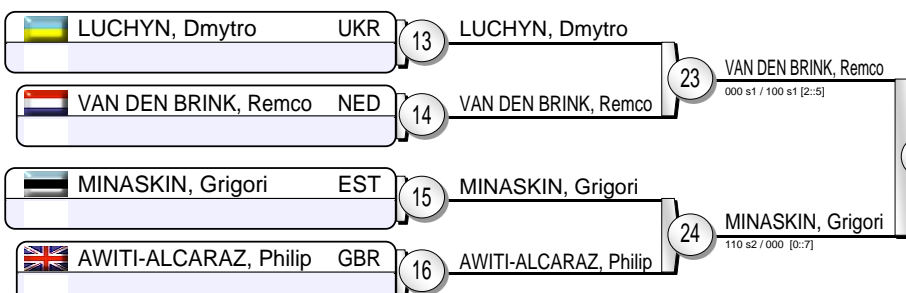 LUCHYN, Dmytro UKR
13
LUCHYN, Dmytro
VAN DEN BRINK, Remco NED
14
VAN DEN BRINK, Remco
23
VAN DEN BRINK, Remco
000 s1 / 100 s1 [2::5]
MINASKIN, Grigori EST
15
MINASKIN, Grigori
AWITI-ALCARAZ, Philip GBR
16
AWITI-ALCARAZ, Philip
24
MINASKIN, Grigori
110 s2 / 000 [0::7]